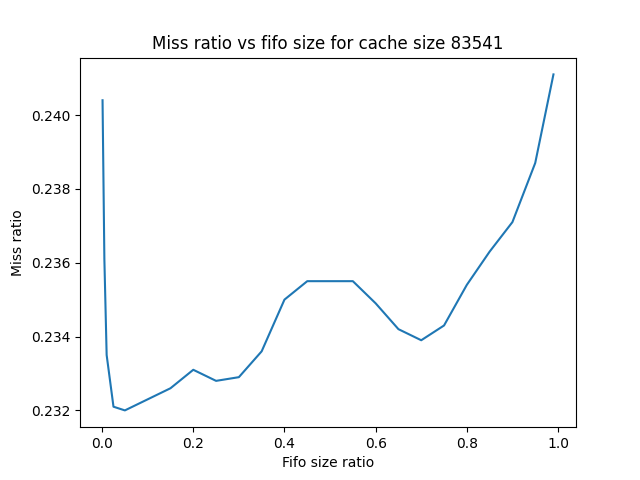 Miss ratio vs fifo size for cache size 83541
0.240
0.238
0.236
0.234
0.232
Miss ratio
0.0 0.2 0.4 0.6 0.8 1.0
Fifo size ratio